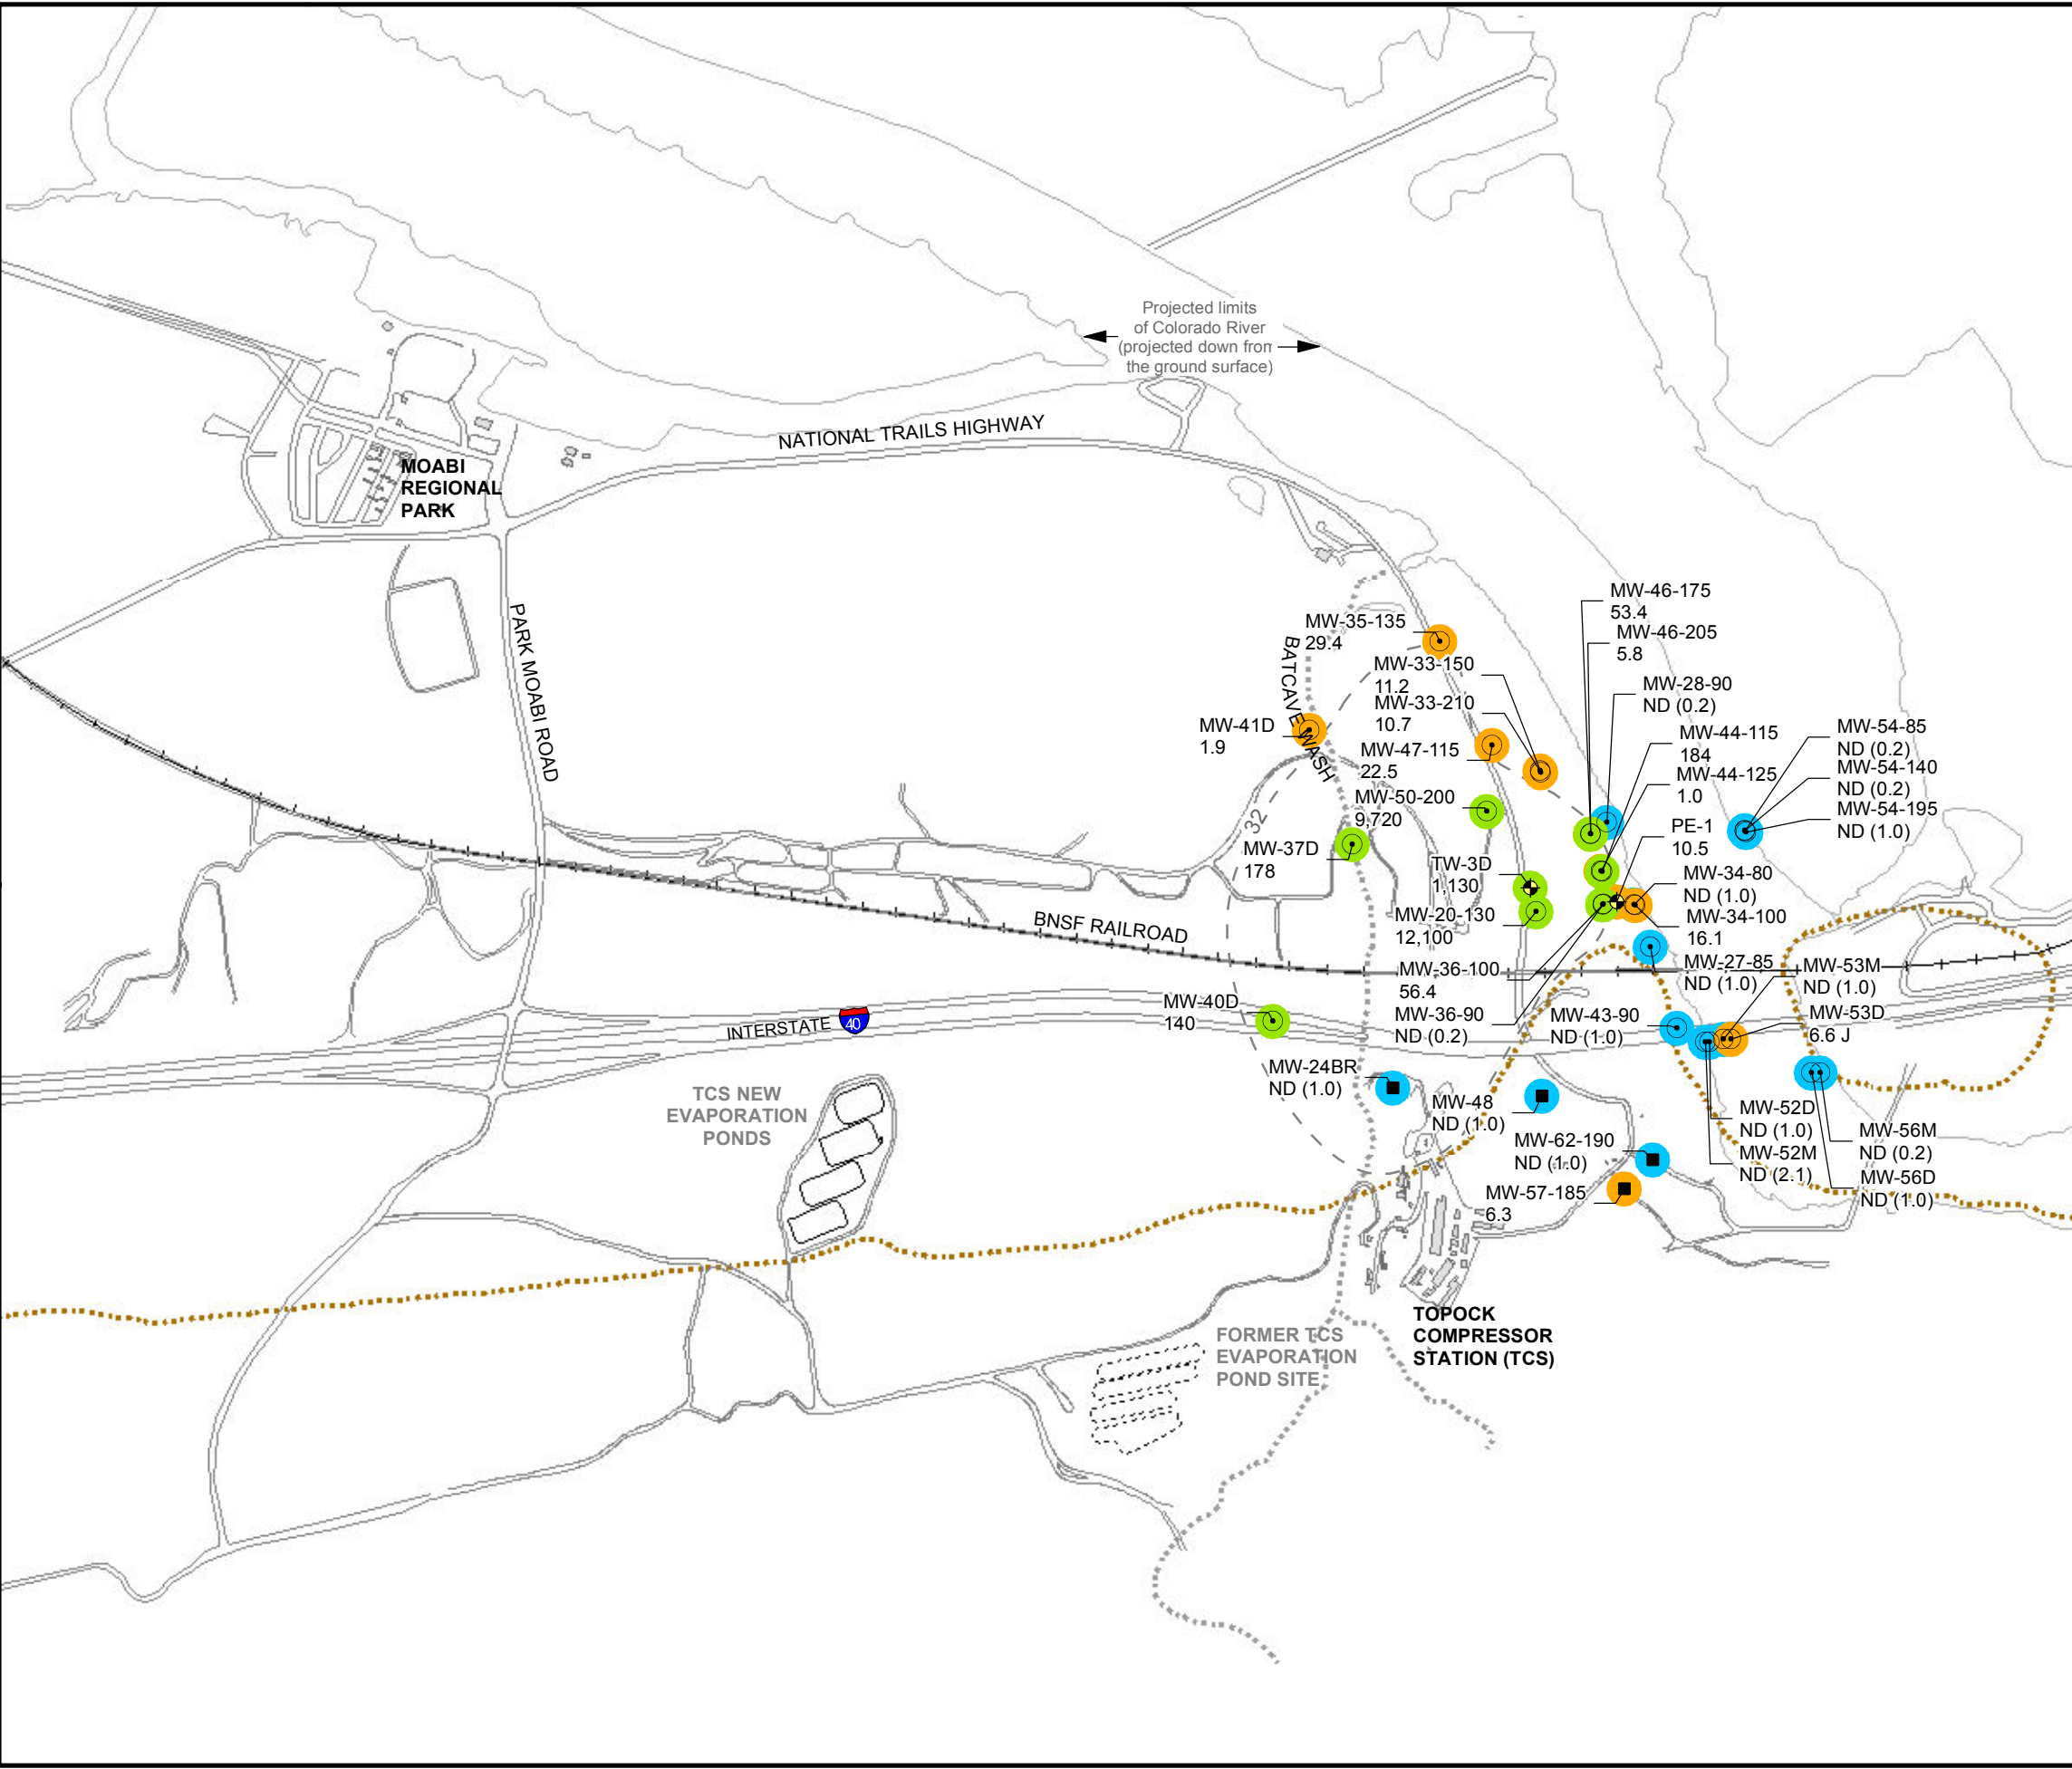 Projected limits
of Colorado River
(projected down from
the ground surface)
NATIONAL TRAILS HIGHWAY
MOABI
REGIONAL
PARK
PARK MOABI ROAD
BATCAVE WASH
MW-46-175
53.4
MW-46-205
5.8
MW-35-135
29.4
MW-33-150
11.2
MW-33-210
10.7
MW-28-90
ND (0.2)
MW-41D
1.9
MW-47-115
22.5
MW-44-115
184
MW-44-125
1.0
MW-54-85
ND (0.2)
MW-54-140
ND (0.2)
MW-54-195
ND (1.0)
MW-50-200
9,720
32
MW-37D
178
PE-1
10.5
TW-3D
1,130
MW-34-80
ND (1.0)
MW-34-100
16.1
MW-20-130
12,100
BNSF RAILROAD
MW-36-100
56.4
MW-27-85
ND (1.0)
MW-53M
ND (1.0)
MW-40D
140
MW-36-90
ND (0.2)
MW-43-90
ND (1.0)
MW-53D
6.6 J
INTERSTATE 40
MW-24BR
ND (1.0)
MW-48
ND (1.0)
TCS NEW
EVAPORATION
PONDS
MW-52D
ND (1.0)
MW-52M
ND (2.1)
MW-56M
ND (0.2)
MW-56D
ND (1.0)
MW-62-190
ND (1.0)
MW-57-185
6.3
TOPOCK
COMPRESSOR
STATION (TCS)
FORMER TCS
EVAPORATION
POND SITE